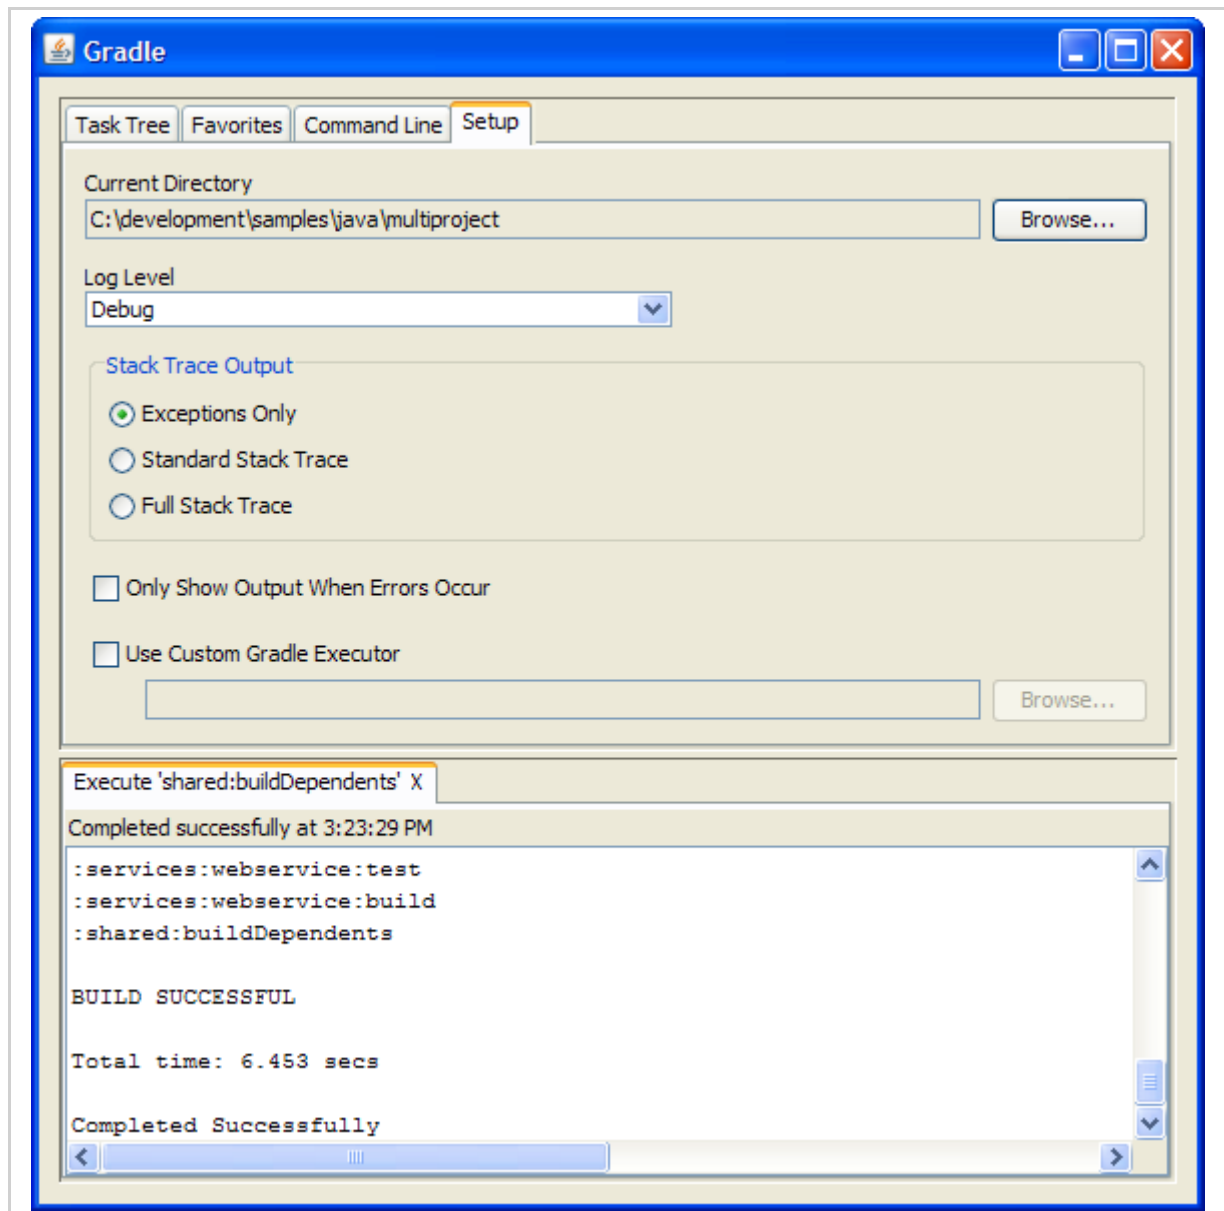 Gradle
Task Tree Favorites Command Line Setup
Current Directory
C:\development\samples\java\multiproject Browse...
Log Level
Debug
Stack Trace Output
Exceptions Only
Standard Stack Trace
Full Stack Trace
Only Show Output When Errors Occur
Use Custom Gradle Executor
Browse...
Execute 'shared:buildDependents' X
Completed successfully at 3:23:29 PM
:services:webservice:test
:services:webservice:build
:shared:buildDependents
BUILD SUCCESSFUL
Total time: 6.453 secs
Completed Successfully